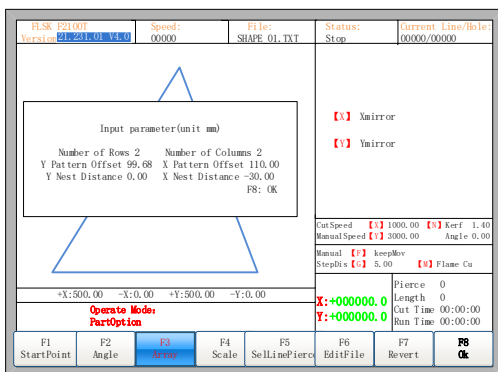 FLSK F2100T Speed: File: Status: Current Line/Hole:
Version 21.231.01 V4.0 00000 SHAPE_01.TXT Stop 00000/00000
【X】 Xmirror
Input parameter(unit mm)
【Y】 Ymirror
Number of Rows 2 Number of Columns 2
Y Pattern Offset 99.68 X Pattern Offset 110.00
Y Nest Distance 0.00 X Nest Distance -30.00
F8: OK
CutSpeed 【X】 1000.00 【N】 Kerf 1.40
ManualSpeed【Y】 3000.00 Angle 0.00
Manual 【F】 keepMov
StepDis【G】 5.00 【M】Flame Cu
+X:500.00 -X:0.00 +Y:500.00 -Y:0.00
Operate Mode:
PartOption
X:+000000.0
Y:+000000.0
Pierce 0
Length 0
Cut Time 00:00:00
Run Time 00:00:00
F1 F2 F3 F4 F5 F6 F7 F8
StartPoint Angle Array Scale SelLinePierc EditFile Revert Ok